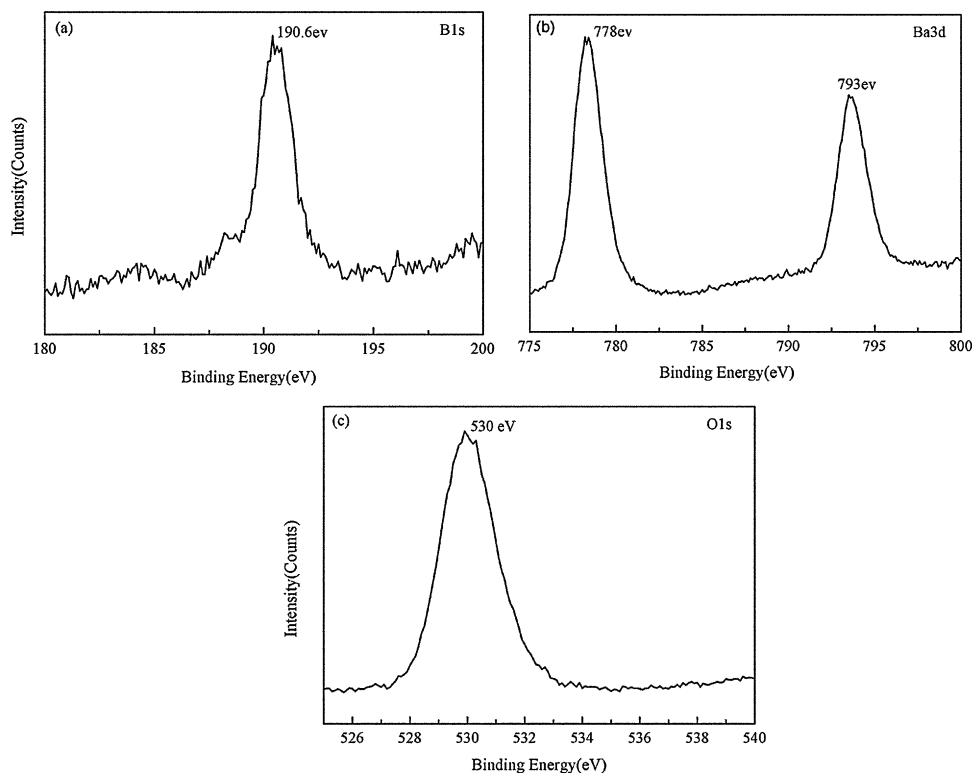 (a)
190.6ev
B1s
Intensity(Counts)
180 185 190 195 200
Binding Energy(eV)
(b)
778ev
Ba3d
793ev
775 780 785 790 795 800
Binding Energy(eV)
(c)
530 eV
O1s
Intensity(Counts)
526 528 530 532 534 536 538 540
Binding Energy(eV)